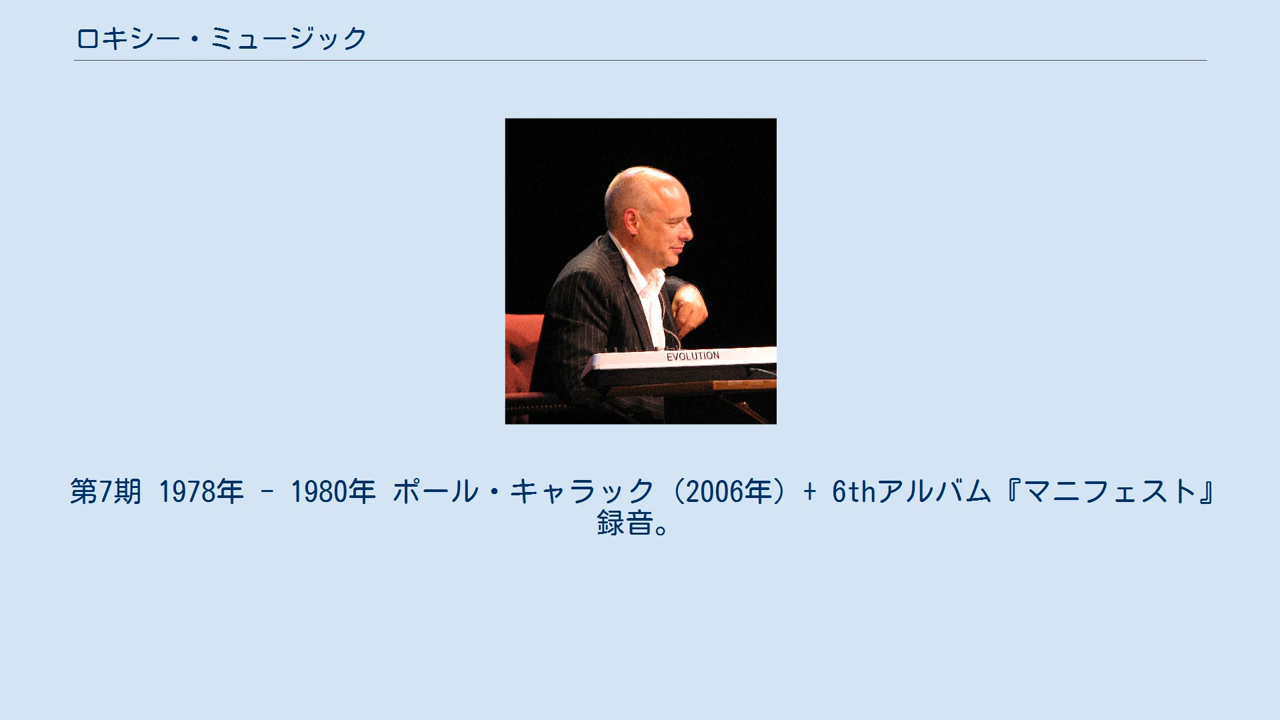 ロキシー・ミュージック
EVOLUTION
第7期 1978年 - 1980年 ポール・キャラック（2006年）+ 6thアルバム『マニフェスト』
録音。